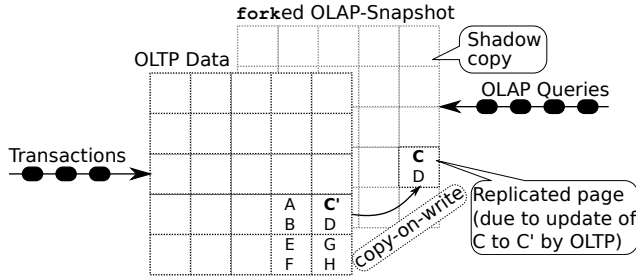 forked OLAP-Snapshot
OLTP Data
Shadow
copy
OLAP Queries
Transactions
C
D
A C'
B D
E G
F H
copy-on-write
Replicated page
(due to update of
C to C' by OLTP)